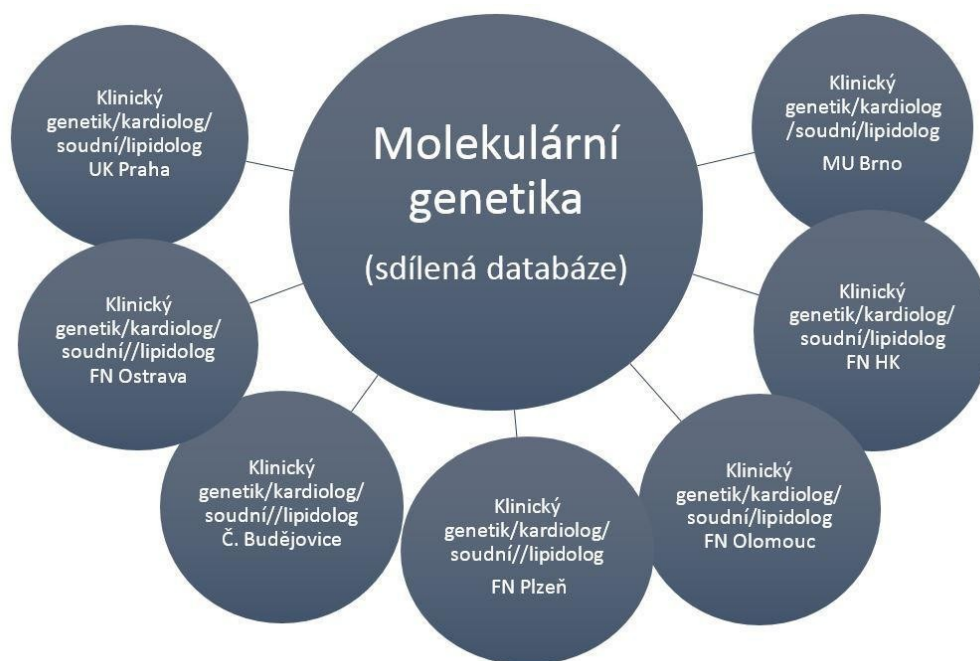 Molekulární
genetika
(sdílená databáze)
Klinický
genetik/kardiolog
/soudní/lipidolog
MU Brno
Klinický
genetik/kardiolog/
soudní/lipidolog
FN HK
Klinický
genetik/kardiolog/
soudní/lipidolog
FN Olomouc
Klinický
genetik/kardiolog/
soudní//lipidolog
FN Plzeň
Klinický
genetik/kardiolog/
soudní//lipidolog
Č. Budějovice
Klinický
genetik/kardiolog/
soudní//lipidolog
FN Ostrava
Klinický
genetik/kardiolog/
soudní/lipidolog
UK Praha